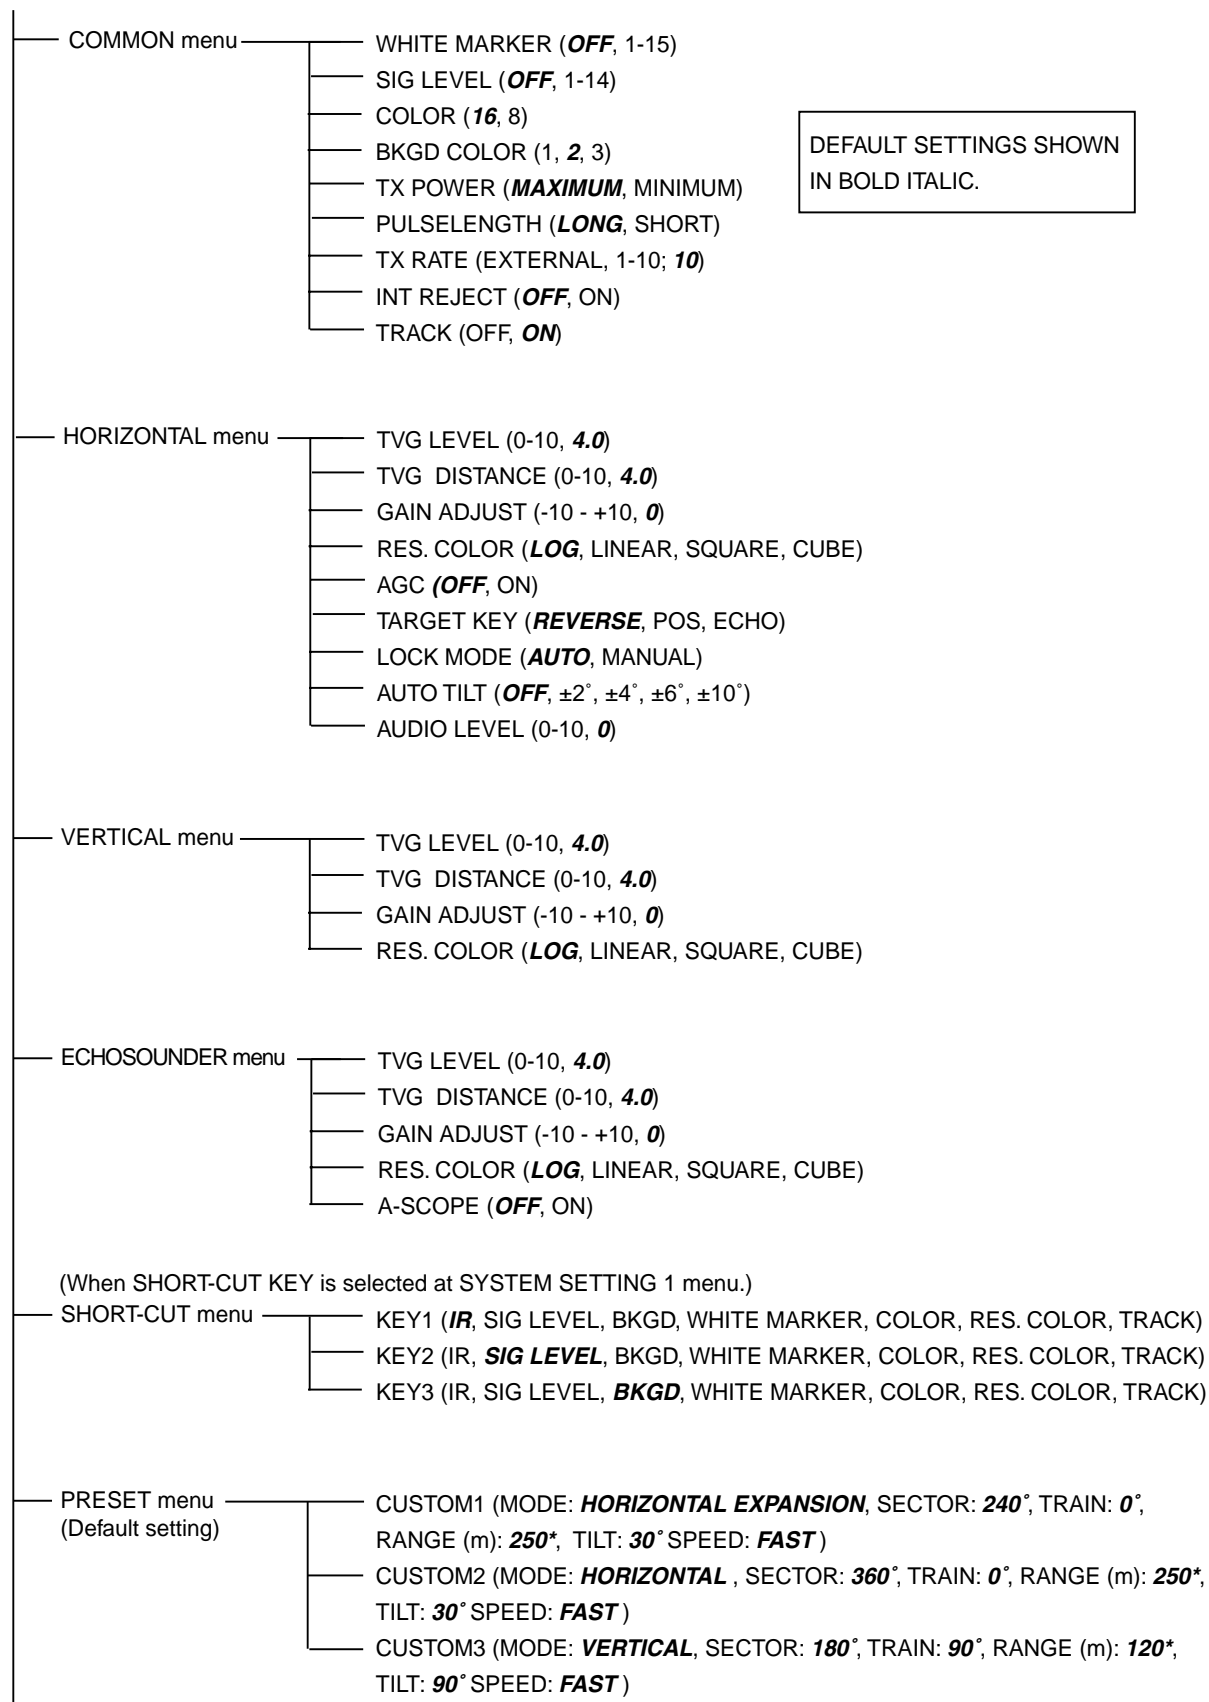 COMMON menu
WHITE MARKER (OFF, 1-15)
SIG LEVEL (OFF, 1-14)
COLOR (16, 8)
BKGD COLOR (1, 2, 3)
TX POWER (MAXIMUM, MINIMUM)
PULSELENGTH (LONG, SHORT)
TX RATE (EXTERNAL, 1-10; 10)
INT REJECT (OFF, ON)
TRACK (OFF, ON)
DEFAULT SETTINGS SHOWN
IN BOLD ITALIC.
HORIZONTAL menu
TVG LEVEL (0-10, 4.0)
TVG DISTANCE (0-10, 4.0)
GAIN ADJUST (-10 - +10, 0)
RES. COLOR (LOG, LINEAR, SQUARE, CUBE)
AGC (OFF, ON)
TARGET KEY (REVERSE, POS, ECHO)
LOCK MODE (AUTO, MANUAL)
AUTO TILT (OFF, ±2˚, ±4˚, ±6˚, ±10˚)
AUDIO LEVEL (0-10, 0)
VERTICAL menu
TVG LEVEL (0-10, 4.0)
TVG DISTANCE (0-10, 4.0)
GAIN ADJUST (-10 - +10, 0)
RES. COLOR (LOG, LINEAR, SQUARE, CUBE)
ECHOSOUNDER menu
TVG LEVEL (0-10, 4.0)
TVG DISTANCE (0-10, 4.0)
GAIN ADJUST (-10 - +10, 0)
RES. COLOR (LOG, LINEAR, SQUARE, CUBE)
A-SCOPE (OFF, ON)
(When SHORT-CUT KEY is selected at SYSTEM SETTING 1 menu.)
SHORT-CUT menu
KEY1 (IR, SIG LEVEL, BKGD, WHITE MARKER, COLOR, RES. COLOR, TRACK)
KEY2 (IR, SIG LEVEL, BKGD, WHITE MARKER, COLOR, RES. COLOR, TRACK)
KEY3 (IR, SIG LEVEL, BKGD, WHITE MARKER, COLOR, RES. COLOR, TRACK)
PRESET menu
(Default setting)
CUSTOM1 (MODE: HORIZONTAL EXPANSION, SECTOR: 240˚, TRAIN: 0˚,
RANGE (m): 250*, TILT: 30˚ SPEED: FAST )
CUSTOM2 (MODE: HORIZONTAL , SECTOR: 360˚, TRAIN: 0˚, RANGE (m): 250*,
TILT: 30˚ SPEED: FAST )
CUSTOM3 (MODE: VERTICAL, SECTOR: 180˚, TRAIN: 90˚, RANGE (m): 120*,
TILT: 90˚ SPEED: FAST )